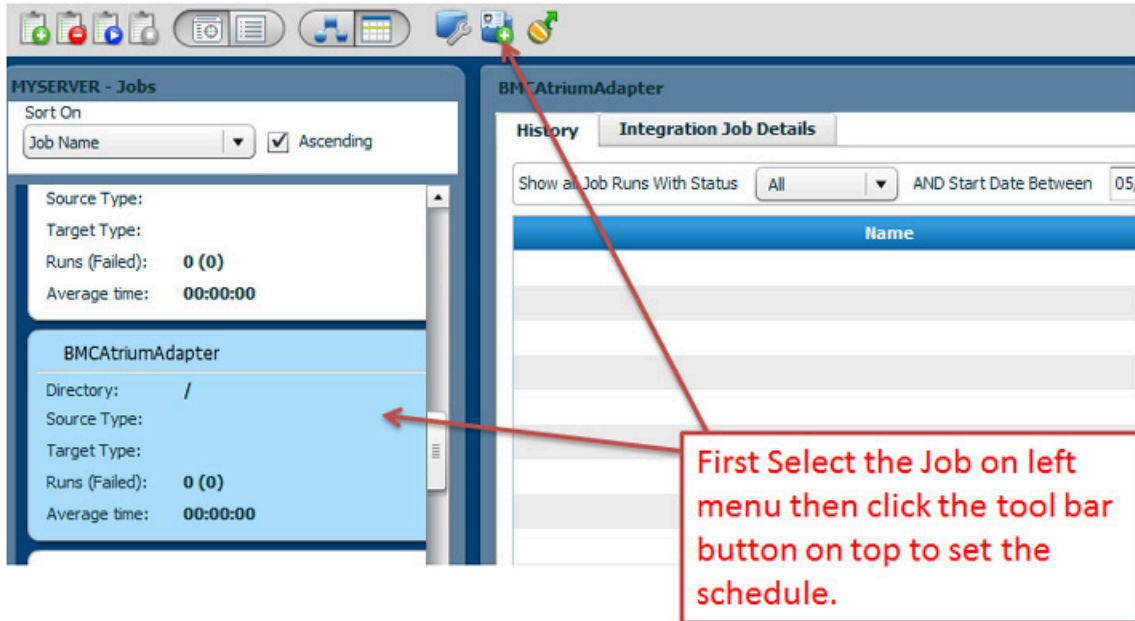 MYSERVER - Jobs
Sort On
Job Name
Ascending
Source Type:
Target Type:
Runs (Failed): 0 (0)
Average time: 00:00:00
BMCAtriumAdapter
Directory: /
Source Type:
Target Type:
Runs (Failed): 0 (0)
Average time: 00:00:00
BMCAtriumAdapter
History Integration Job Details
Show all Job Runs With Status All AND Start Date Between 05/
Name
First Select the Job on left
menu then click the tool bar
button on top to set the
schedule.